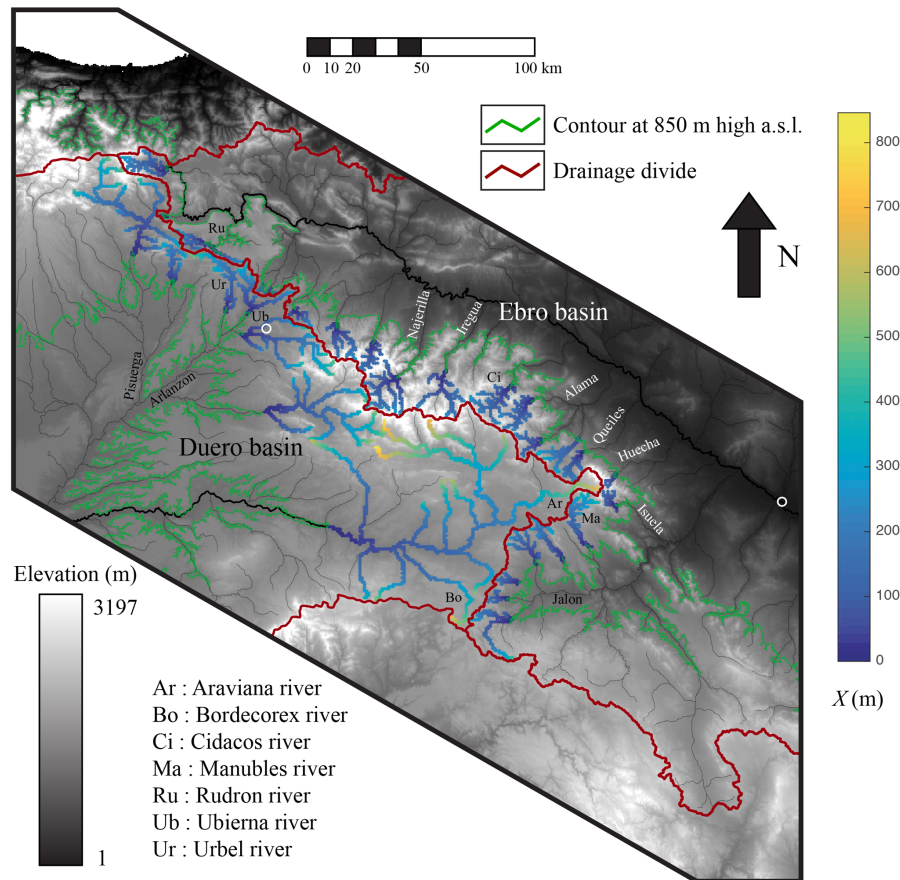 0 10 20 50 100 km
Contour at 850 m high a.s.l.
Drainage divide
N
800
700
600
500
400
300
200
100
0
X (m)
Ru
Ur
Ub
Najerilla
Iregua
Ebro basin
Ci
Alama
Queiles
Huecha
Isuela
Pisuerga
Arlanzon
Duero basin
Ar
Ma
Jalon
Bo
Elevation (m)
3197
1
Ar : Araviana river
Bo : Bordecorex river
Ci : Cidacos river
Ma : Manubles river
Ru : Rudron river
Ub : Ubierna river
Ur : Urbel river